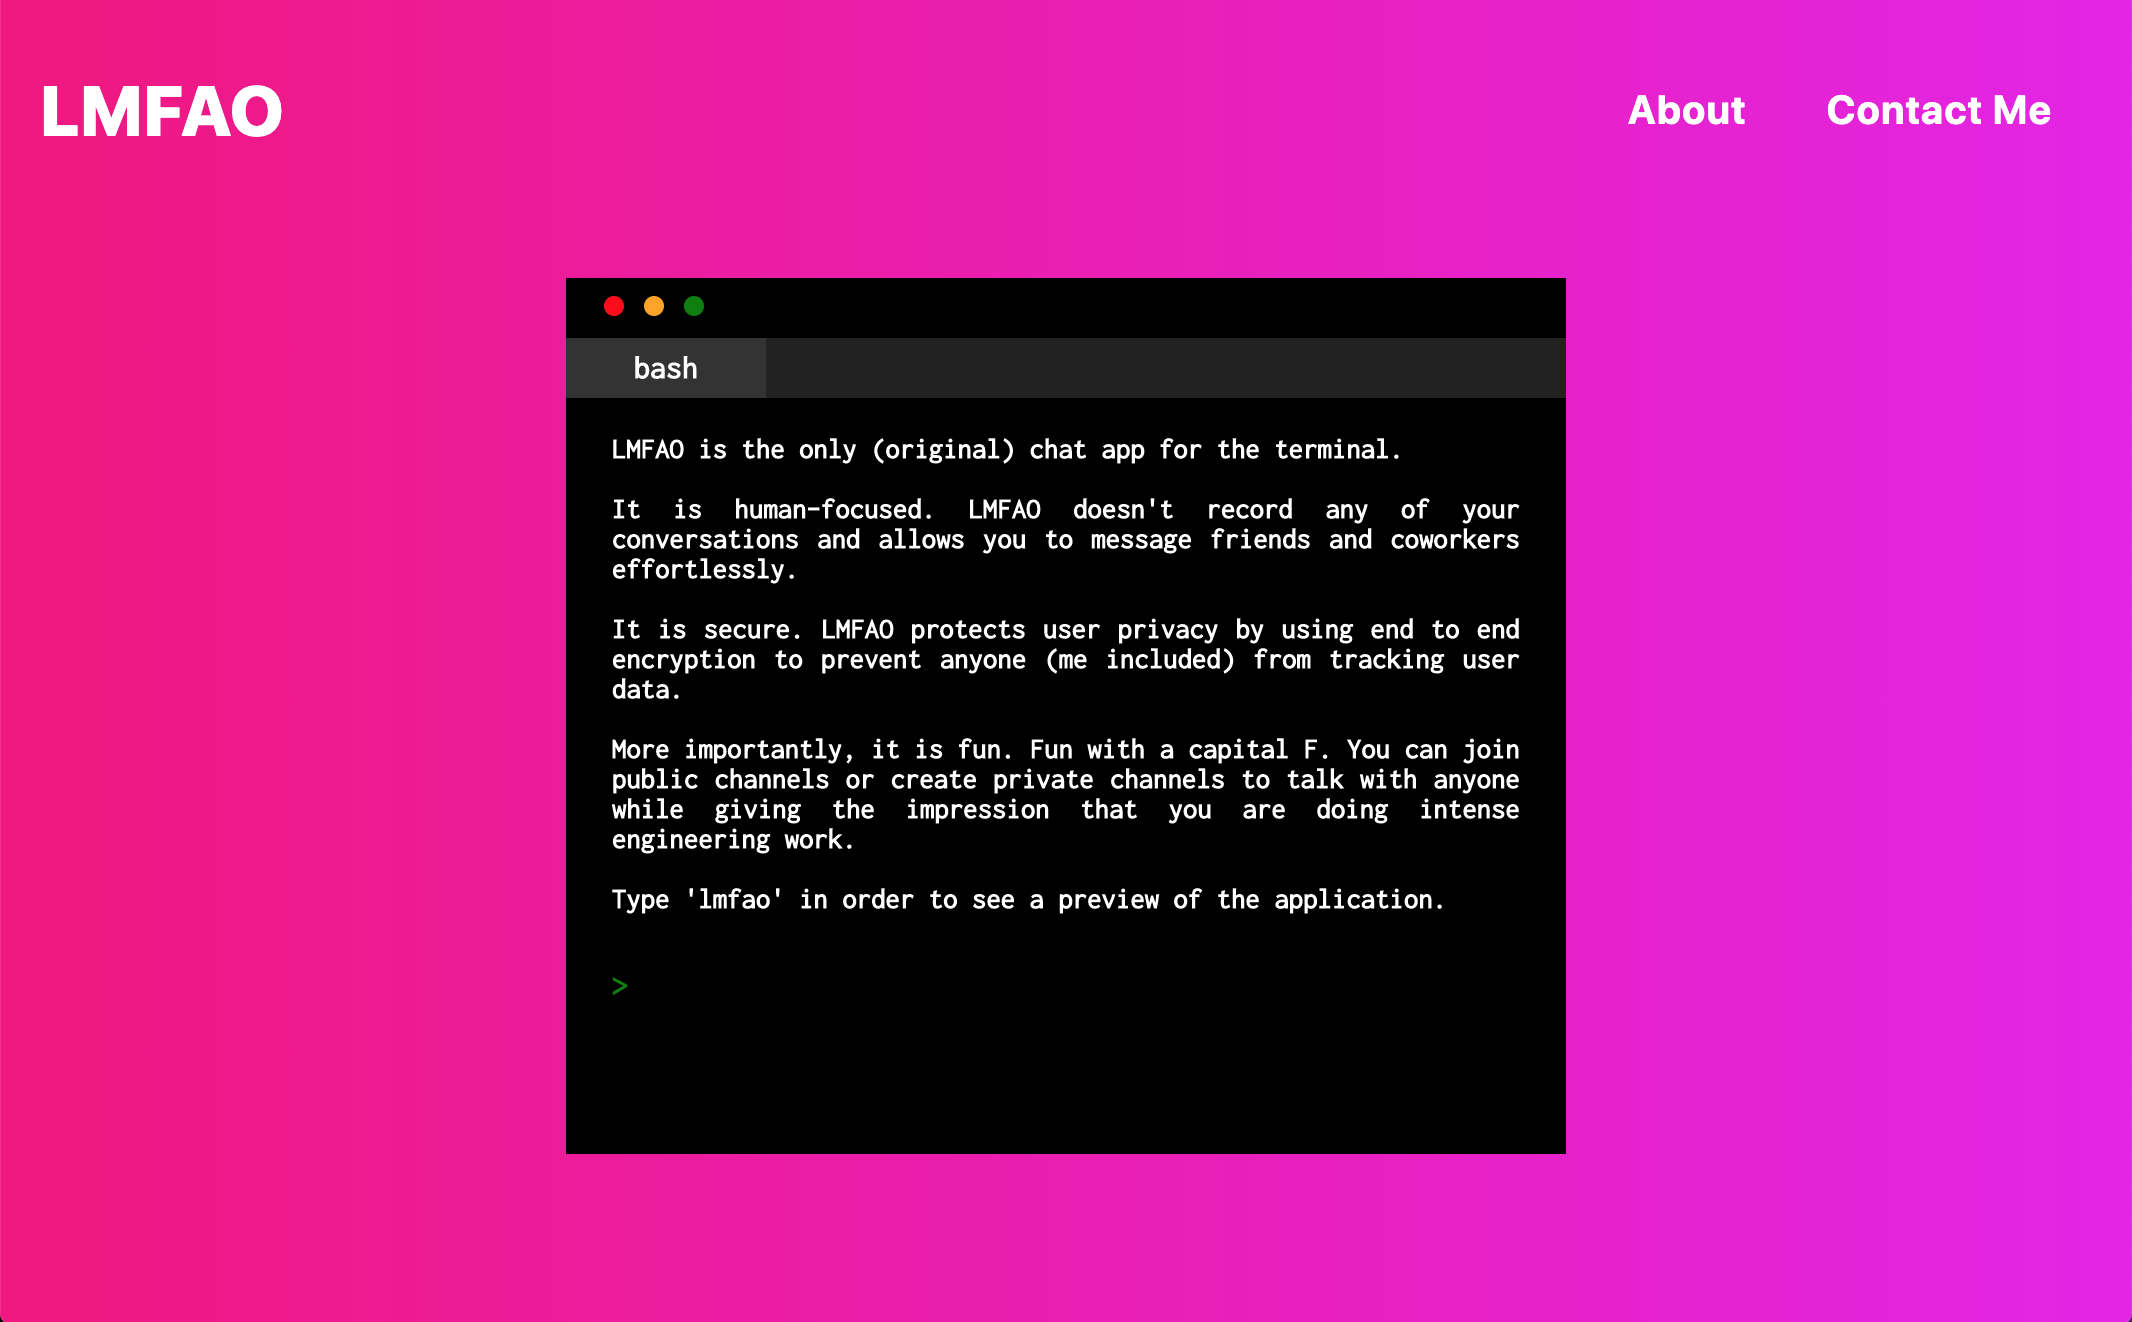 LMFAO
About
Contact Me
bash
LMFAO is the only (original) chat app for the terminal.
It is human-focused. LMFAO doesn't record any of your
conversations and allows you to message friends and coworkers
effortlessly.
It is secure. LMFAO protects user privacy by using end to end
encryption to prevent anyone (me included) from tracking user
data.
More importantly, it is fun. Fun with a capital F. You can join
public channels or create private channels to talk with anyone
while giving the impression that you are doing intense
engineering work.
Type 'lmfao' in order to see a preview of the application.
>